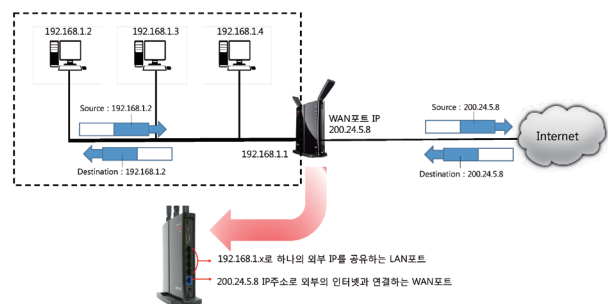 192.168.1.2
192.168.1.3
192.168.1.4
Source : 192.168.1.2
Destination : 192.168.1.2
192.168.1.1
WAN포트 IP
200.24.5.8
Source : 200.24.5.8
Destination : 200.24.5.8
Internet
192.168.1.x로 하나의 외부 IP를 공유하는 LAN포트
200.24.5.8 IP주소로 외부의 인터넷과 연결하는 WAN포트